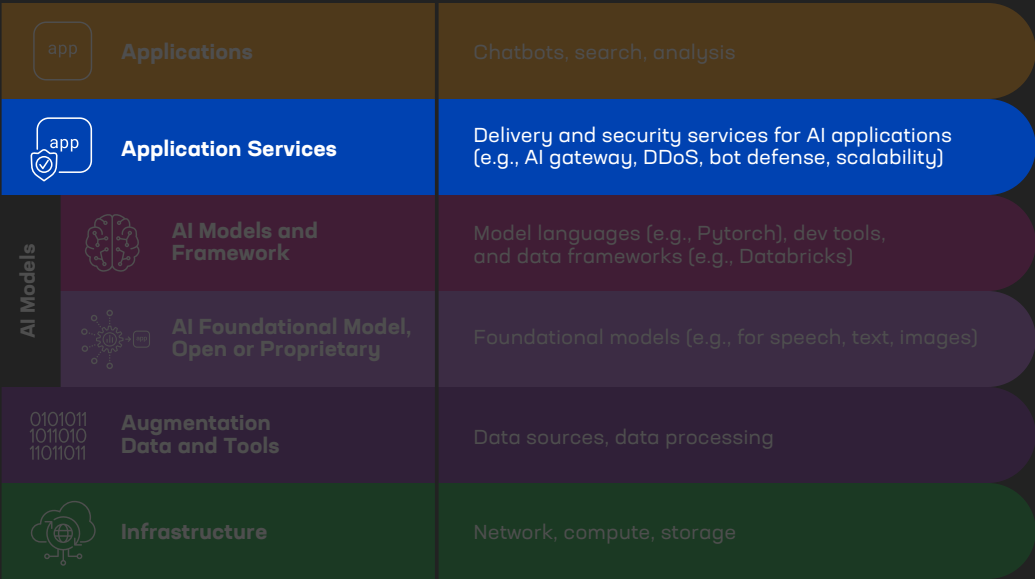 app
Applications
Chatbots, search, analysis
app
Application Services
Delivery and security services for AI applications
(e.g., AI gateway, DDoS, bot defense, scalability)
AI Models
AI Models and
Framework
Model languages (e.g., Pytorch), dev tools,
and data frameworks (e.g., Databricks)
app
AI Foundational Model,
Open or Proprietary
Foundational models (e.g., for speech, text, images)
0101011
1011010
11011011
Augmentation
Data and Tools
Data sources, data processing
Infrastructure
Network, compute, storage